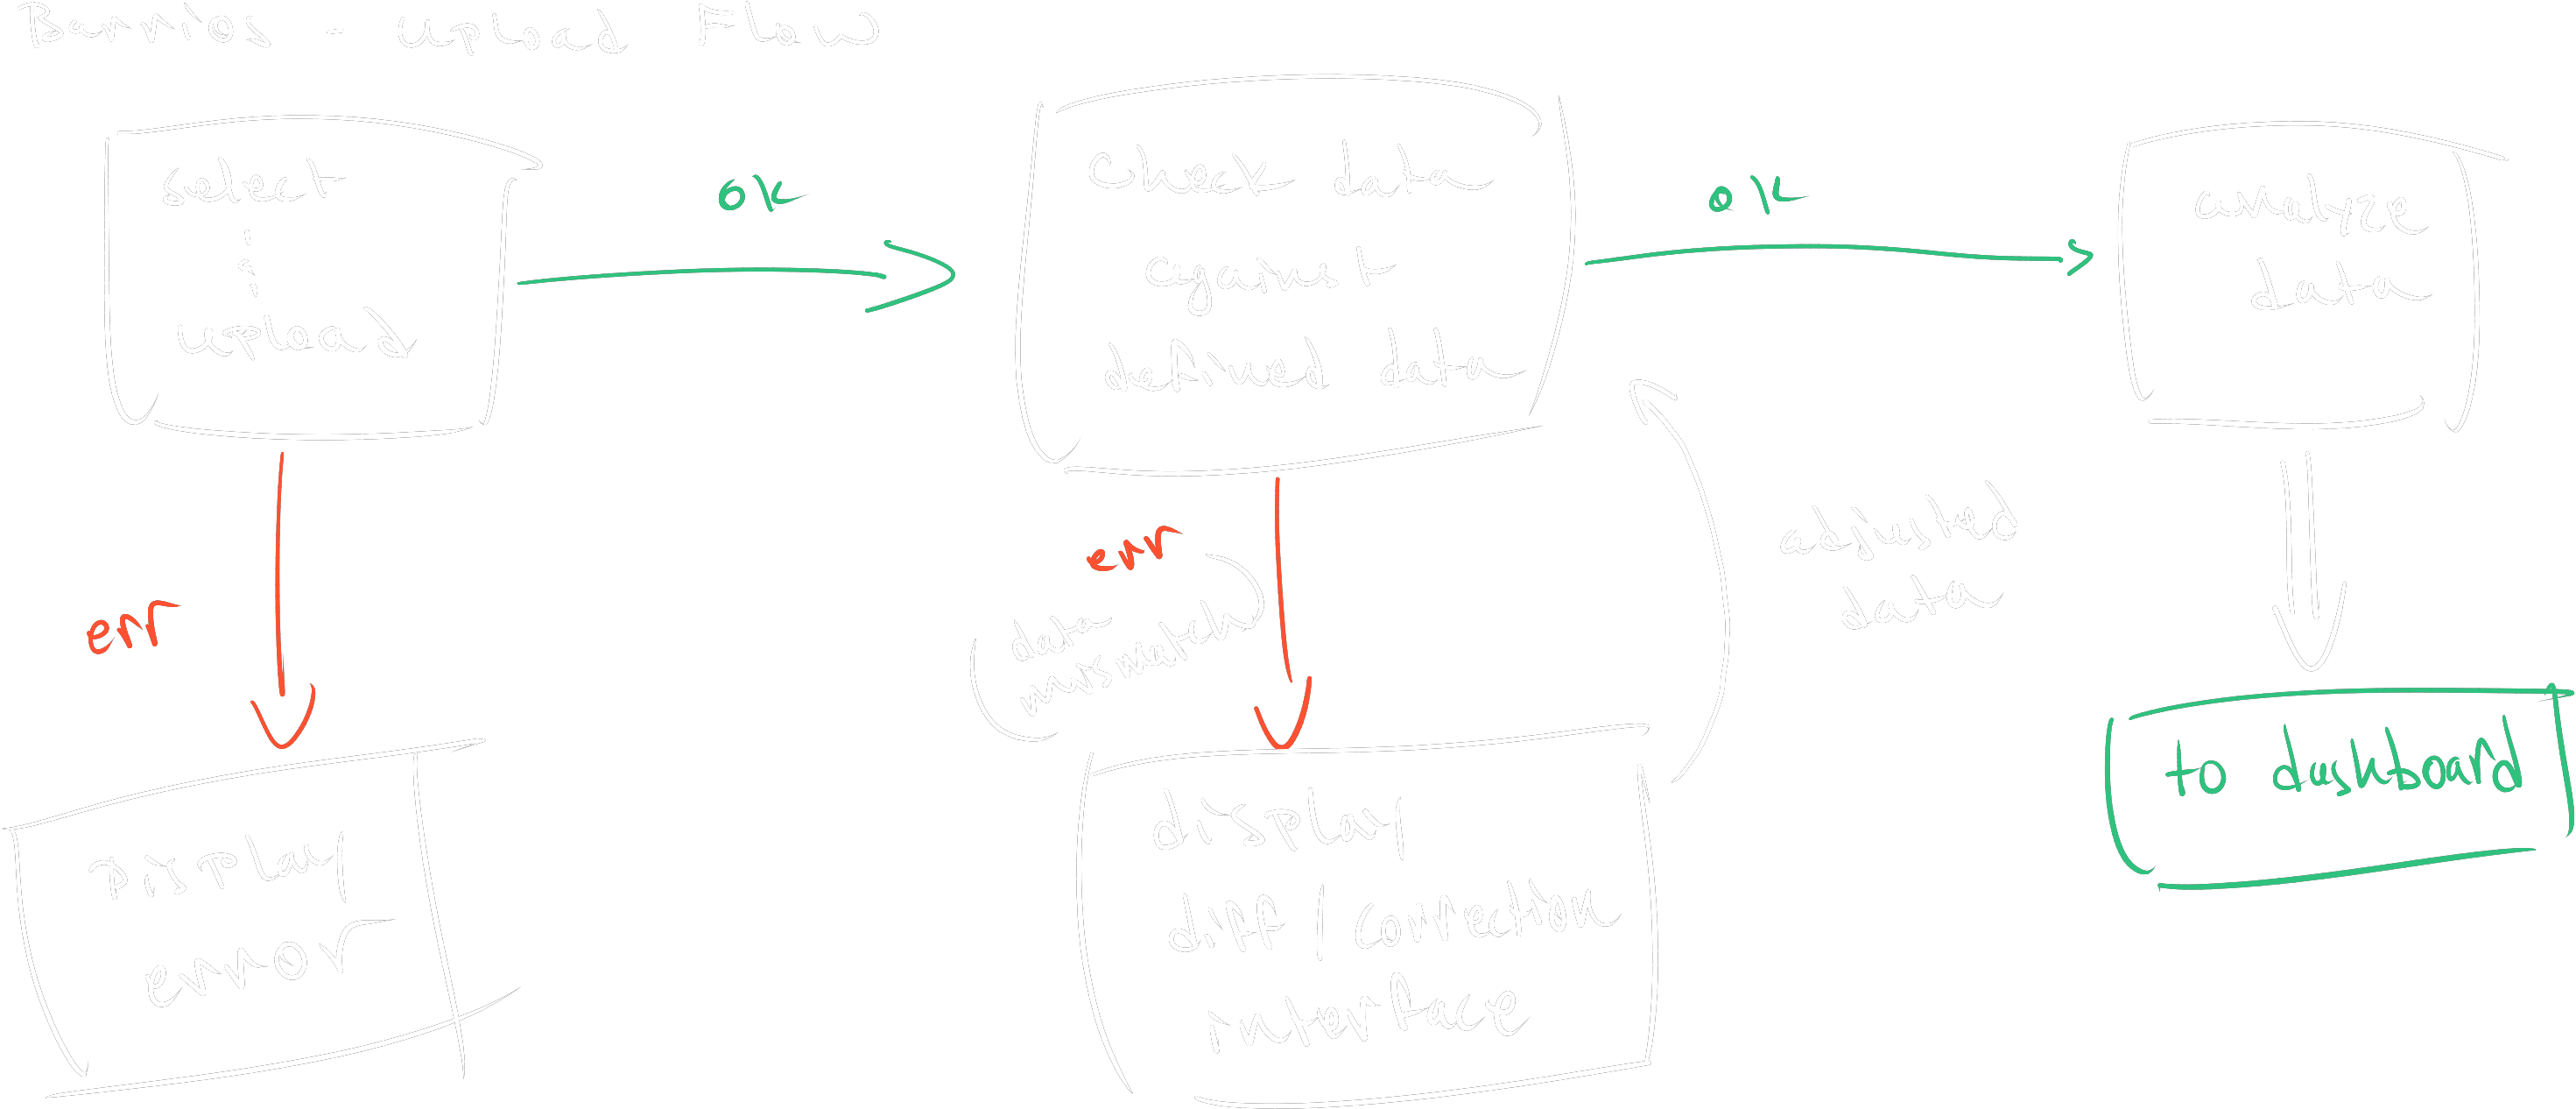 Barrios - upload Flow
select
&
upload
ok
check data
against
defined data
ok
analyze
data
err
Display
error
err
data
mismatch
display
diff / correction
interface
adjusted
data
to dashboard